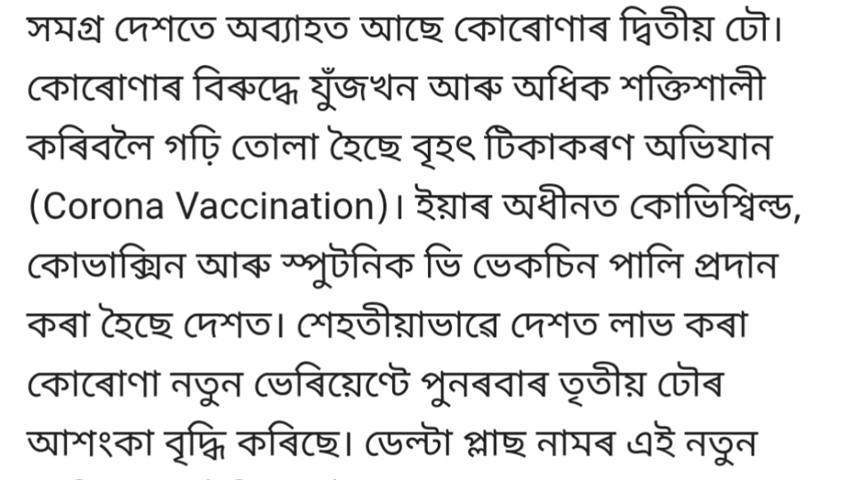 সমগ্ৰ দেশতে অব্যাহত আছে কোৰোণাৰ দ্বিতীয় ঢৌ।
কোৰোণাৰ বিৰুদ্ধে যুঁজখন আৰু অধিক শক্তিশালী
কৰিবলৈ গঢ়ি তোলা হৈছে বৃহৎ টিকাকৰণ অভিযান
(Corona Vaccination)। ইয়াৰ অধীনত কোভিশ্বিল্ড,
কোভাক্সিন আৰু স্পুটনিক ভি ভেকচিন পালি প্ৰদান
কৰা হৈছে দেশত। শেহতীয়াভাৱে দেশত লাভ কৰা
কোৰোণা নতুন ভেৰিয়েণ্টে পুনৰবাৰ তৃতীয় ঢৌৰ
আশংকা বৃদ্ধি কৰিছে। ডেল্টা প্লাছ নামৰ এই নতুন